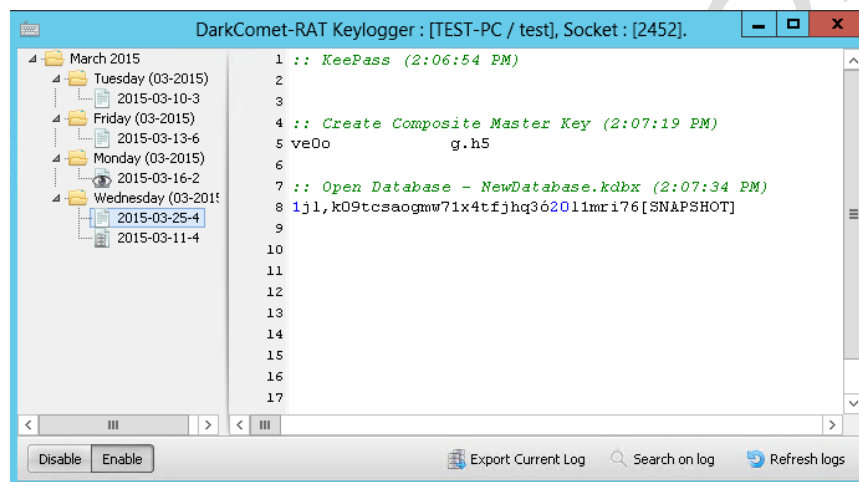 DarkComet-RAT Keylogger : [TEST-PC / test], Socket : [2452].
March 2015
Tuesday (03-2015)
2015-03-10-3
Friday (03-2015)
2015-03-13-6
Monday (03-2015)
2015-03-16-2
Wednesday (03-201
2015-03-25-4
2015-03-11-4
1 :: KeePass (2:06:54 PM)
2
3
4 :: Create Composite Master Key (2:07:19 PM)
5 ve0o g.h5
6
7 :: Open Database - NewDatabase.kdbx (2:07:34 PM)
8 1jl,k09tcsaogmw71x4tfjhq3ó20l1mri76[SNAPSHOT]
9
10
11
12
13
14
15
16
17
Disable Enable Export Current Log Search on log Refresh logs